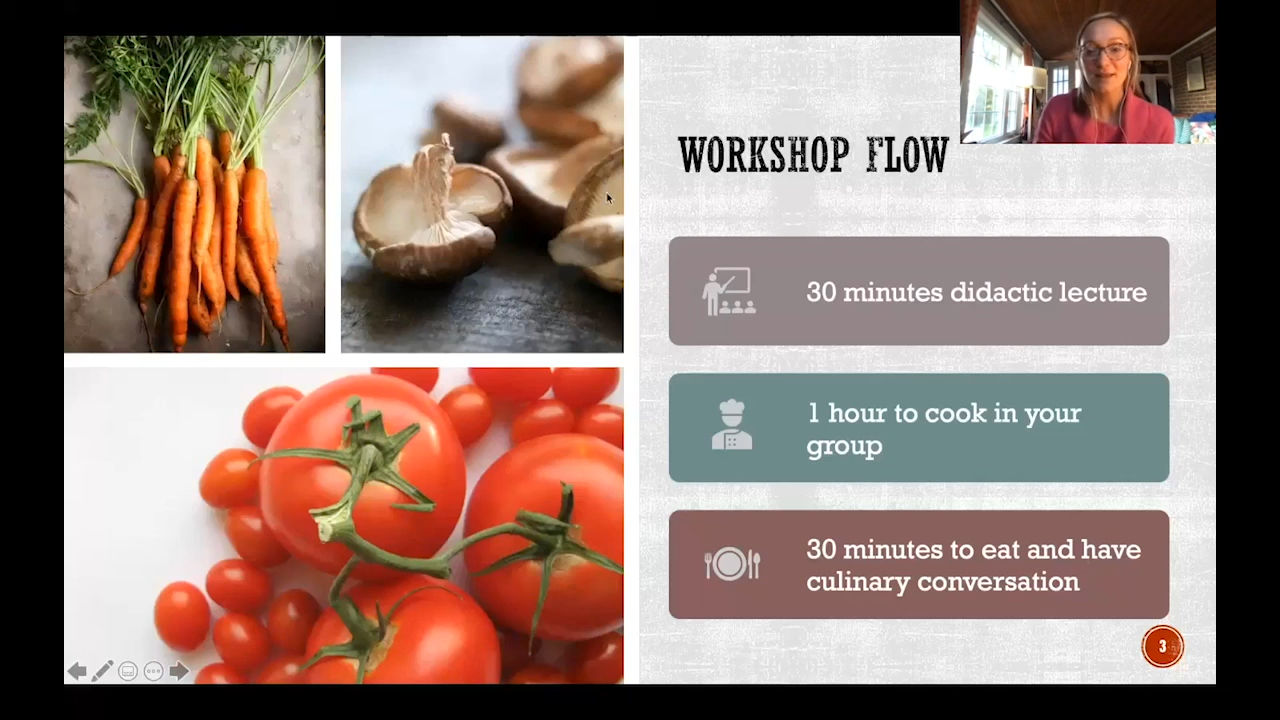 WORKSHOP FLOW
30 minutes didactic lecture
1 hour to cook in your
group
30 minutes to eat and have
culinary conversation
3